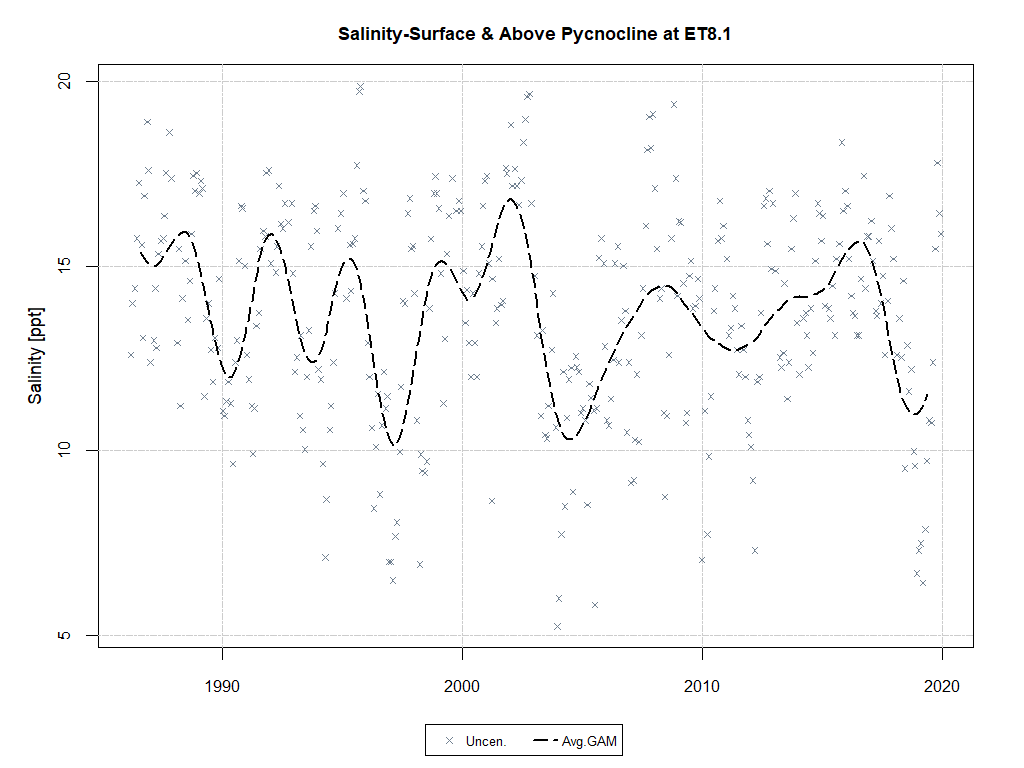 Salinity-Surface & Above Pycnocline at ET8.1
20
15
10
5
Salinity [ppt]
1990
2000
2010
2020
Uncen.
Avg.GAM